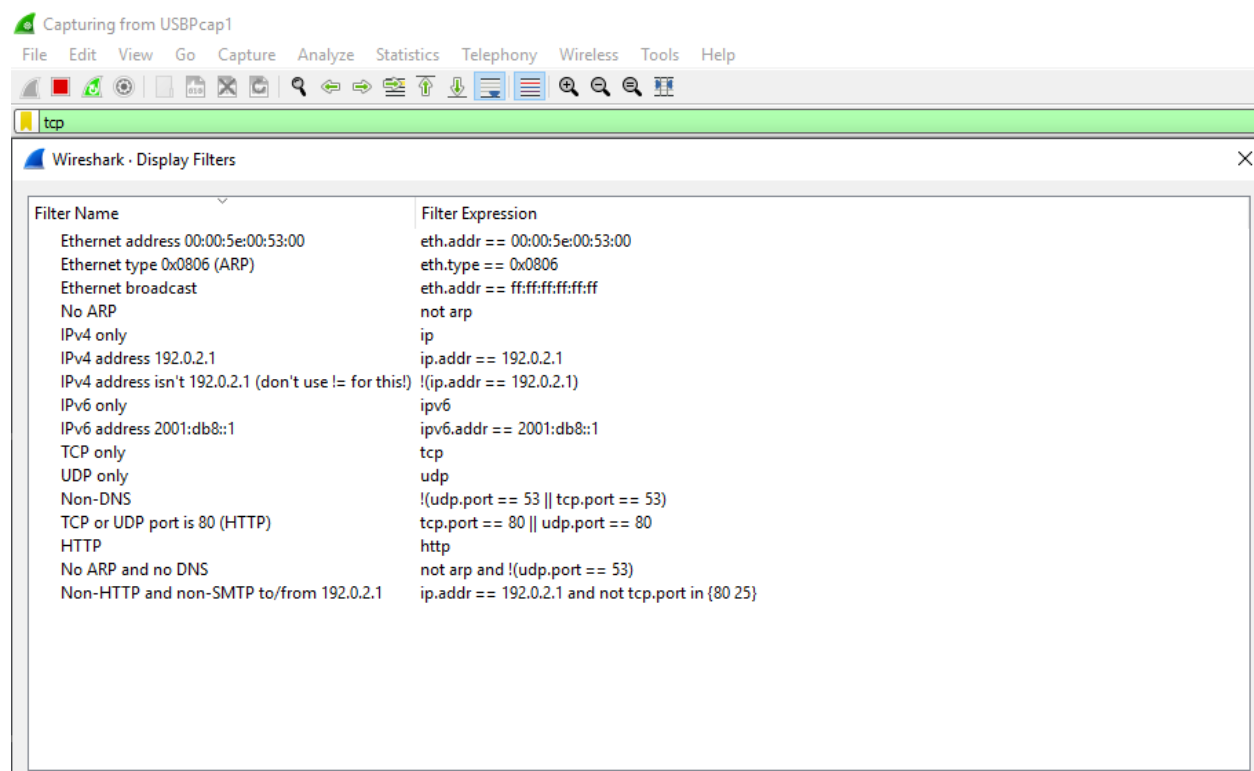 Capturing from USBPcap1
File Edit View Go Capture Analyze Statistics Telephony Wireless Tools Help
tcp
Wireshark · Display Filters
Filter Name Filter Expression
Ethernet address 00:00:5e:00:53:00 eth.addr == 00:00:5e:00:53:00
Ethernet type 0x0806 (ARP) eth.type == 0x0806
Ethernet broadcast eth.addr == ff:ff:ff:ff:ff:ff
No ARP not arp
IPv4 only ip
IPv4 address 192.0.2.1 ip.addr == 192.0.2.1
IPv4 address isn't 192.0.2.1 (don't use != for this!) !(ip.addr == 192.0.2.1)
IPv6 only ipv6
IPv6 address 2001:db8::1 ipv6.addr == 2001:db8::1
TCP only tcp
UDP only udp
Non-DNS !(udp.port == 53 || tcp.port == 53)
TCP or UDP port is 80 (HTTP) tcp.port == 80 || udp.port == 80
HTTP http
No ARP and no DNS not arp and !(udp.port == 53)
Non-HTTP and non-SMTP to/from 192.0.2.1 ip.addr == 192.0.2.1 and not tcp.port in {80 25}